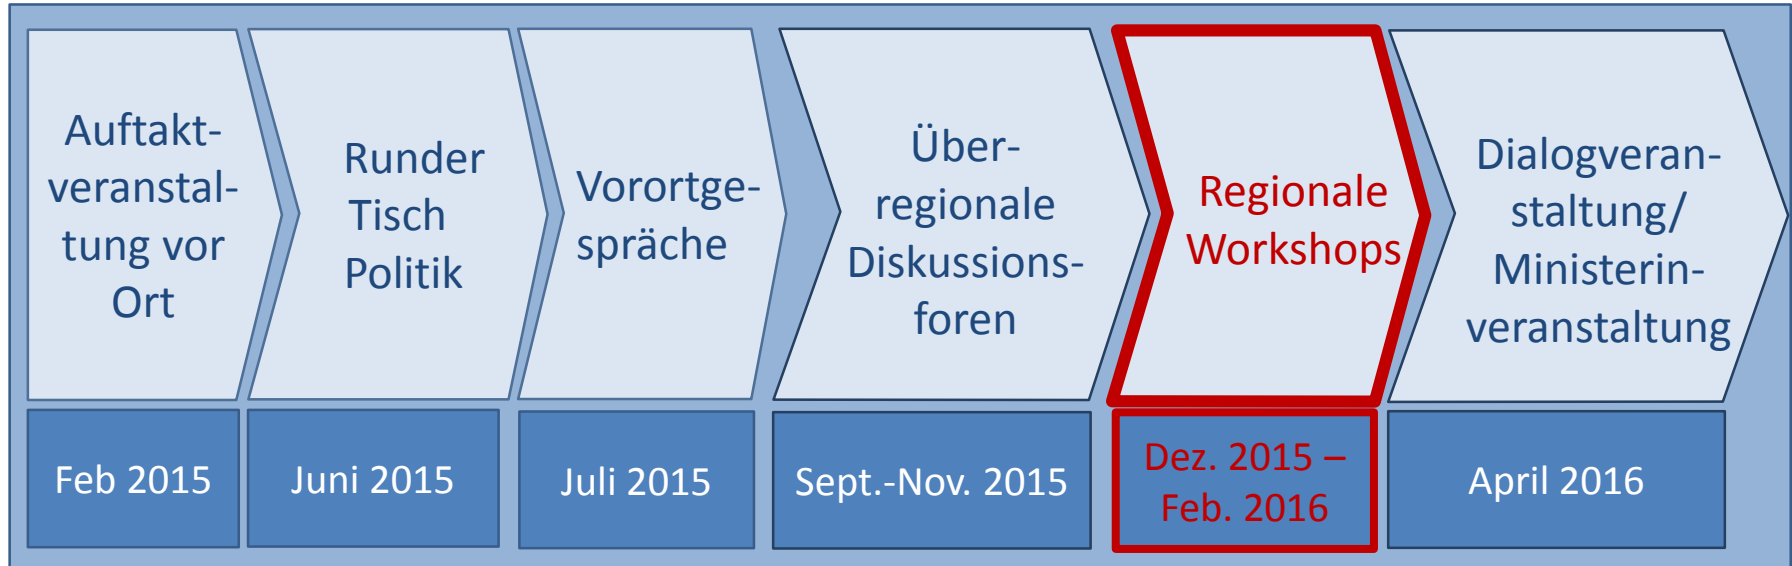 Auftakt-
veranstal-
tung vor
Ort
Runder
Tisch
Politik
Vorortge-
spräche
Über-
regionale
Diskussions-
foren
Regionale
Workshops
Dialogveran-
staltung/
Ministerin-
veranstaltung
Feb 2015
Juni 2015
Juli 2015
Sept.-Nov. 2015
Dez. 2015 –
Feb. 2016
April 2016